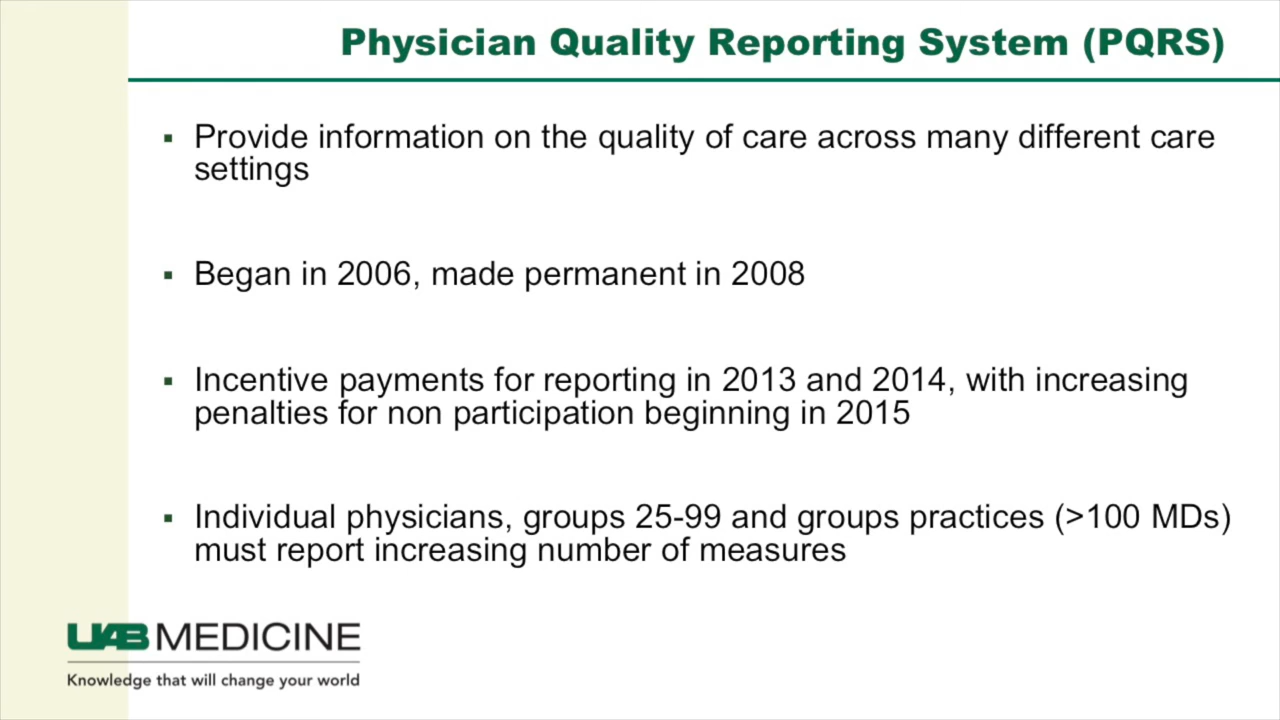 Physician Quality Reporting System (PQRS)
▪ Provide information on the quality of care across many different care
settings
▪ Began in 2006, made permanent in 2008
▪ Incentive payments for reporting in 2013 and 2014, with increasing
penalties for non participation beginning in 2015
▪ Individual physicians, groups 25-99 and groups practices (>100 MDs)
must report increasing number of measures
UAB MEDICINE
Knowledge that will change your world